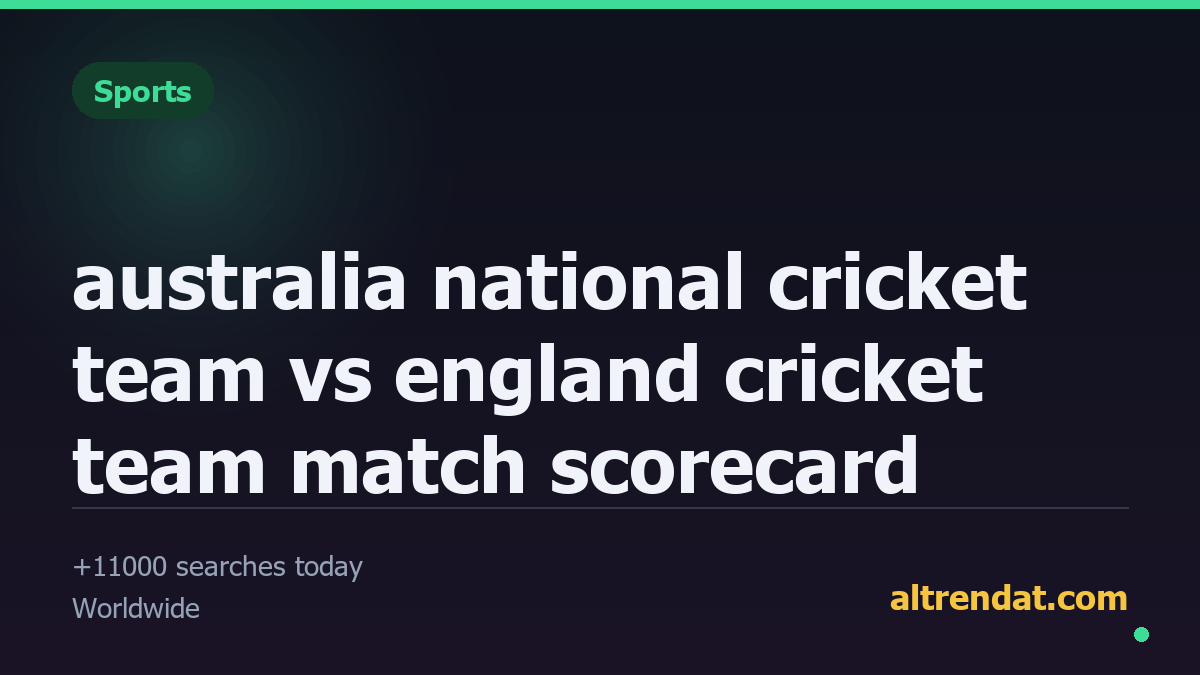 Sports
australia national cricket
team vs england cricket
team match scorecard
+11000 searches today
Worldwide
altrendat.com